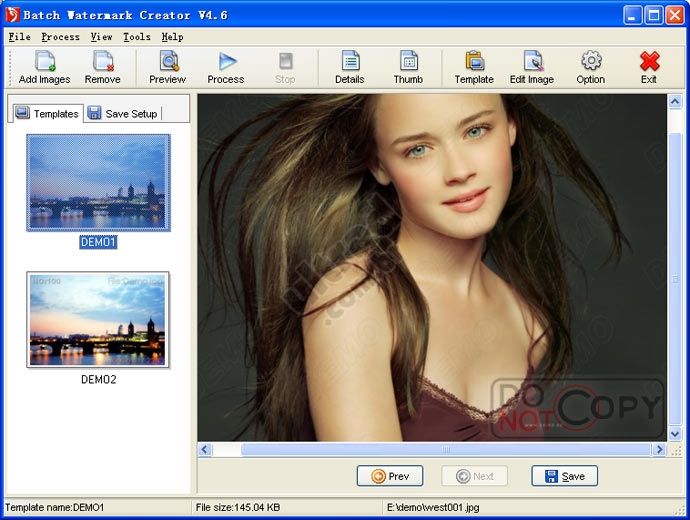 Batch Watermark Creator V4.6
File Process View Tools Help
Add Images Remove Preview Process Stop Details Thumb Template Edit Image Option Exit
Templates Save Setup
DEMO1
DEMO2
DO NOT COPY
Prev Next Save
Template name:DEMO1 File size:145.04 KB E:\demo\west001.jpg